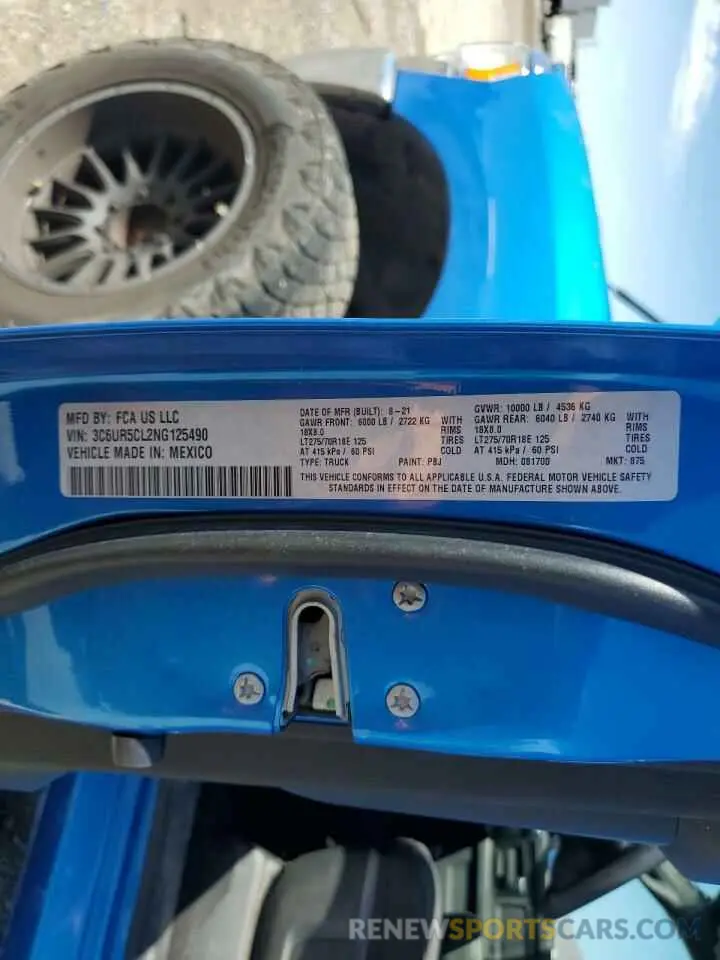 MFD BY: FCA US LLC
VIN: 3C6UR5CL2NG125490
VEHICLE MADE IN: MEXICO
DATE OF MFR (BUILT): 8-21
GAWR FRONT: 6000 LB / 2722 KG
18X8.0
LT275/70R18E 125
AT 415 kPa / 60 PSI
WITH
RIMS
TIRES
COLD
TYPE: TRUCK PAINT: PBJ
GVWR: 10000 LB / 4536 KG
GAWR REAR: 6040 LB / 2740 KG
18X8.0
LT275/70R18E 125
AT 415 kPa / 60 PSI
WITH
RIMS
TIRES
COLD
MDH: 081700 MKT: 875
THIS VEHICLE CONFORMS TO ALL APPLICABLE U.S.A. FEDERAL MOTOR VEHICLE SAFETY
STANDARDS IN EFFECT ON THE DATE OF MANUFACTURE SHOWN ABOVE.
RENEWSPORTSCARS.COM